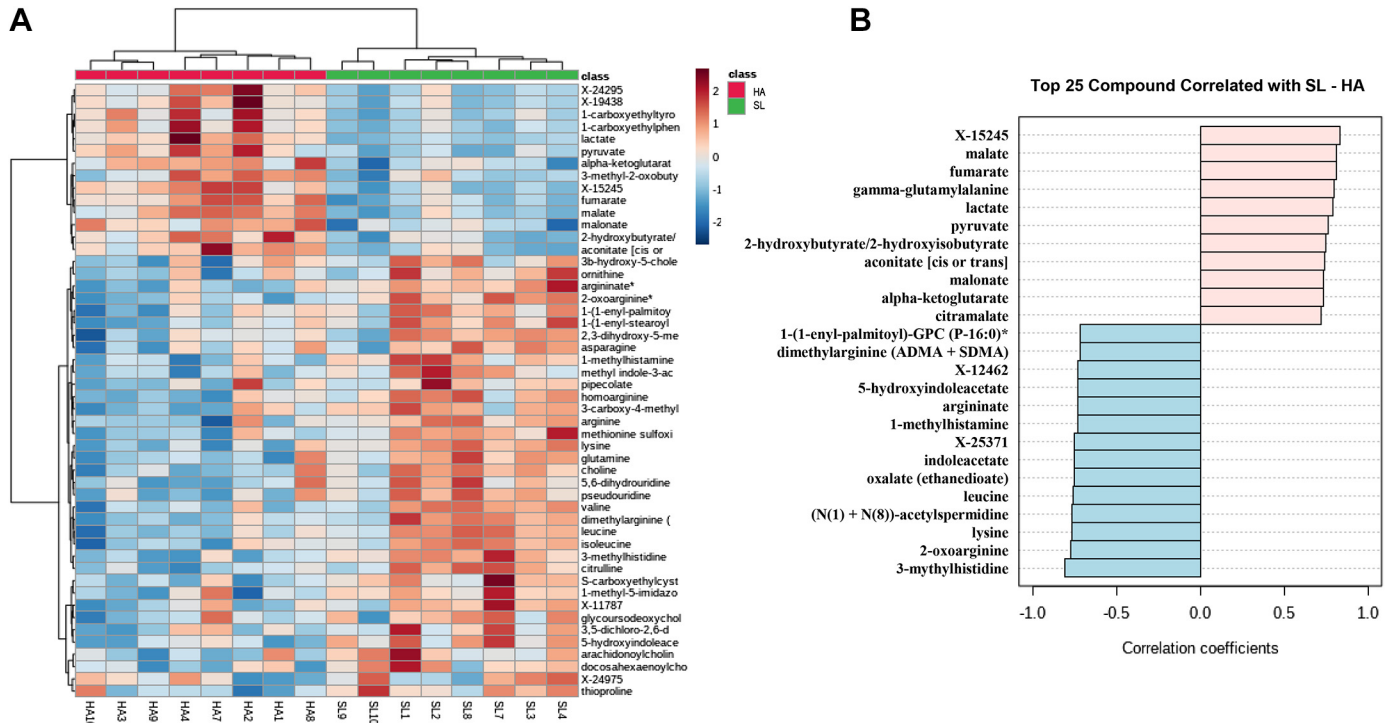 A
B
class
X-24295
X-19438
1-carboxyethyltyro
1-carboxyethylphen
lactate
pyruvate
alpha-ketoglutarat
3-methyl-2-oxobuty
X-15245
fumarate
malate
malonate
2-hydroxybutyrate/
aconitate [cis or
3b-hydroxy-5-chole
ornithine
argininate*
2-oxoarginine*
1-(1-enyl-palmitoy
1-(1-enyl-stearoyl
2,3-dihydroxy-5-me
asparagine
1-methylhistamine
methyl indole-3-ac
pipecolate
homoarginine
3-carboxy-4-methyl
arginine
methionine sulfoxi
lysine
glutamine
choline
5,6-dihydrouridine
pseudouridine
valine
dimethylarginine (
leucine
isoleucine
3-methylhistidine
citrulline
S-carboxyethylcyst
1-methyl-5-imidazo
X-11787
glycoursodeoxychol
3,5-dichloro-2,6-d
5-hydroxyindoleace
arachidonoylcholin
docosahexaenoylcho
X-24975
thioproline
HA10 HA3 HA9 HA4 HA7 HA2 HA1 HA8 SL9 SL10 SL1 SL2 SL8 SL7 SL3 SL4
2
1
0
-1
-2
class
HA
SL
Top 25 Compound Correlated with SL - HA
X-15245
malate
fumarate
gamma-glutamylalanine
lactate
pyruvate
2-hydroxybutyrate/2-hydroxyisobutyrate
aconitate [cis or trans]
malonate
alpha-ketoglutarate
citramalate
1-(1-enyl-palmitoyl)-GPC (P-16:0)*
dimethylarginine (ADMA + SDMA)
X-12462
5-hydroxyindoleacetate
argininate
1-methylhistamine
X-25371
indoleacetate
oxalate (ethanedioate)
leucine
(N(1) + N(8))-acetylspermidine
lysine
2-oxoarginine
3-mythylhistidine
-1.0 -0.5 0.0 0.5 1.0
Correlation coefficients